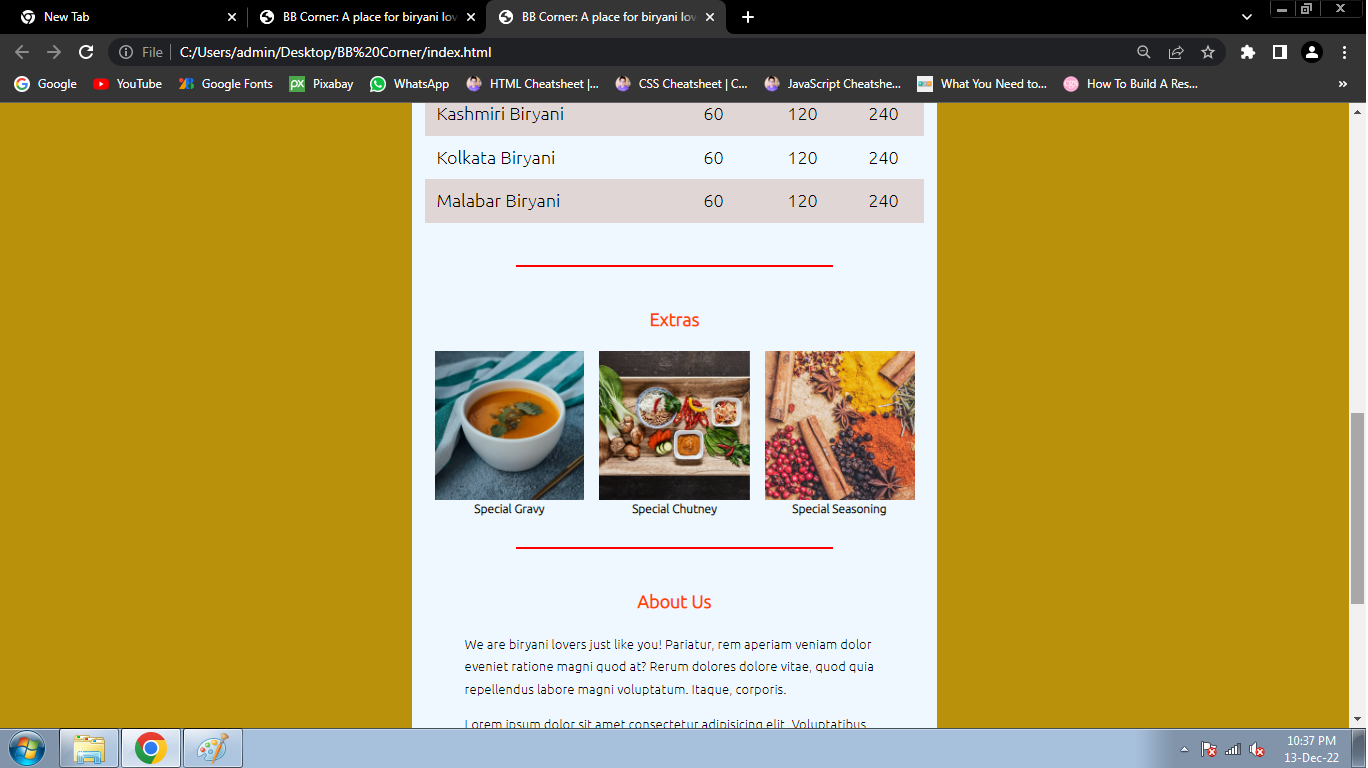 New Tab
BB Corner: A place for biryani lov
BB Corner: A place for biryani lov
File
C:/Users/admin/Desktop/BB%20Corner/index.html
Google
YouTube
Google Fonts
px Pixabay
WhatsApp
HTML Cheatsheet |...
CSS Cheatsheet | C...
JavaScript Cheatshe...
What You Need to...
How To Build A Res...
»
Kashmiri Biryani 60 120 240
Kolkata Biryani 60 120 240
Malabar Biryani 60 120 240
Extras
Special Gravy
Special Chutney
Special Seasoning
About Us
We are biryani lovers just like you! Pariatur, rem aperiam veniam dolor
eveniet ratione magni quod at? Rerum dolores dolore vitae, quod quia
repellendus labore magni voluptatum. Itaque, corporis.
Lorem ipsum dolor sit amet consectetur adipisicing elit. Voluptatibus
10:37 PM
13-Dec-22